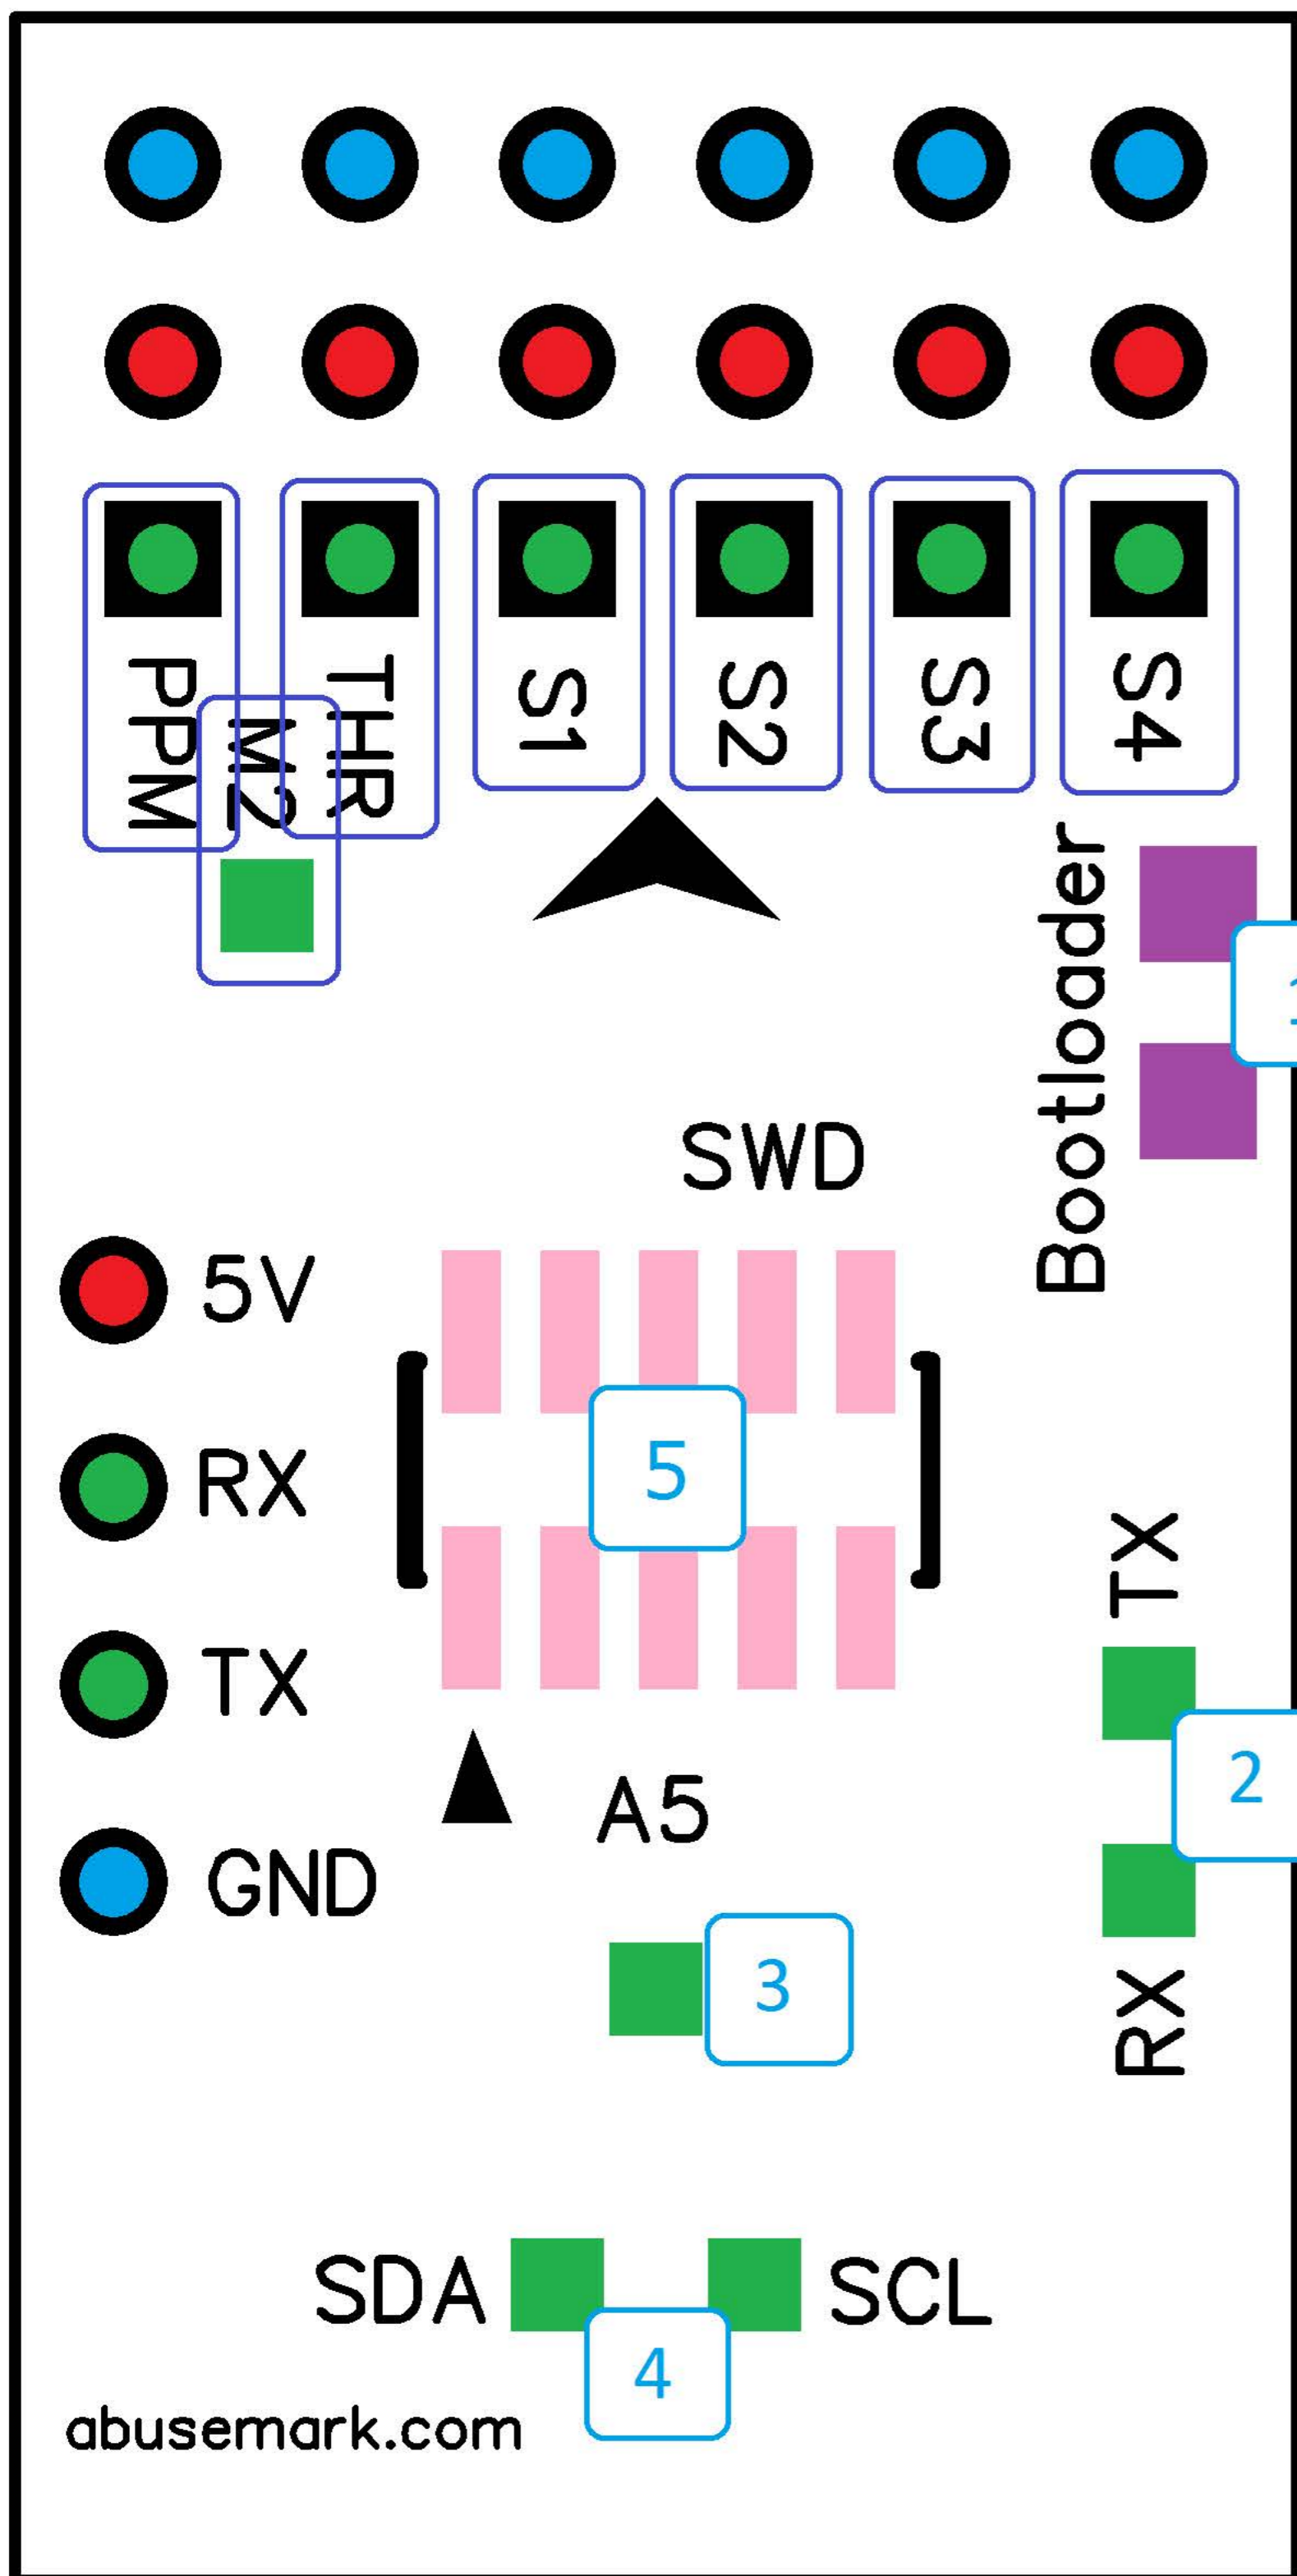 PPM
THR
S1
S2
S3
S4
M2
Bootloader
1
SWD
5V
RX
5
TX
TX
2
A5
GND
3
RX
SDA
SCL
4
abusemark.com